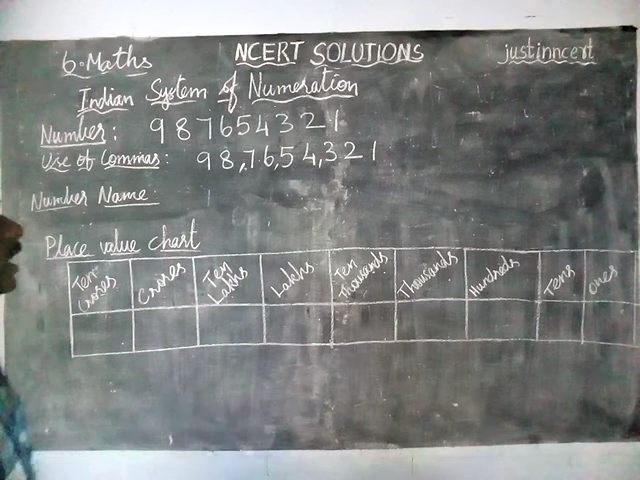 6. Maths NCERT SOLUTIONS justinncert
Indian System of Numeration
Number: 987654321
Use of Commas: 98,76,54,321
Number Name:
Place value chart
Ten Crores Crores Ten Lakhs Lakhs Ten Thousands Thousands Hundreds Tens ones